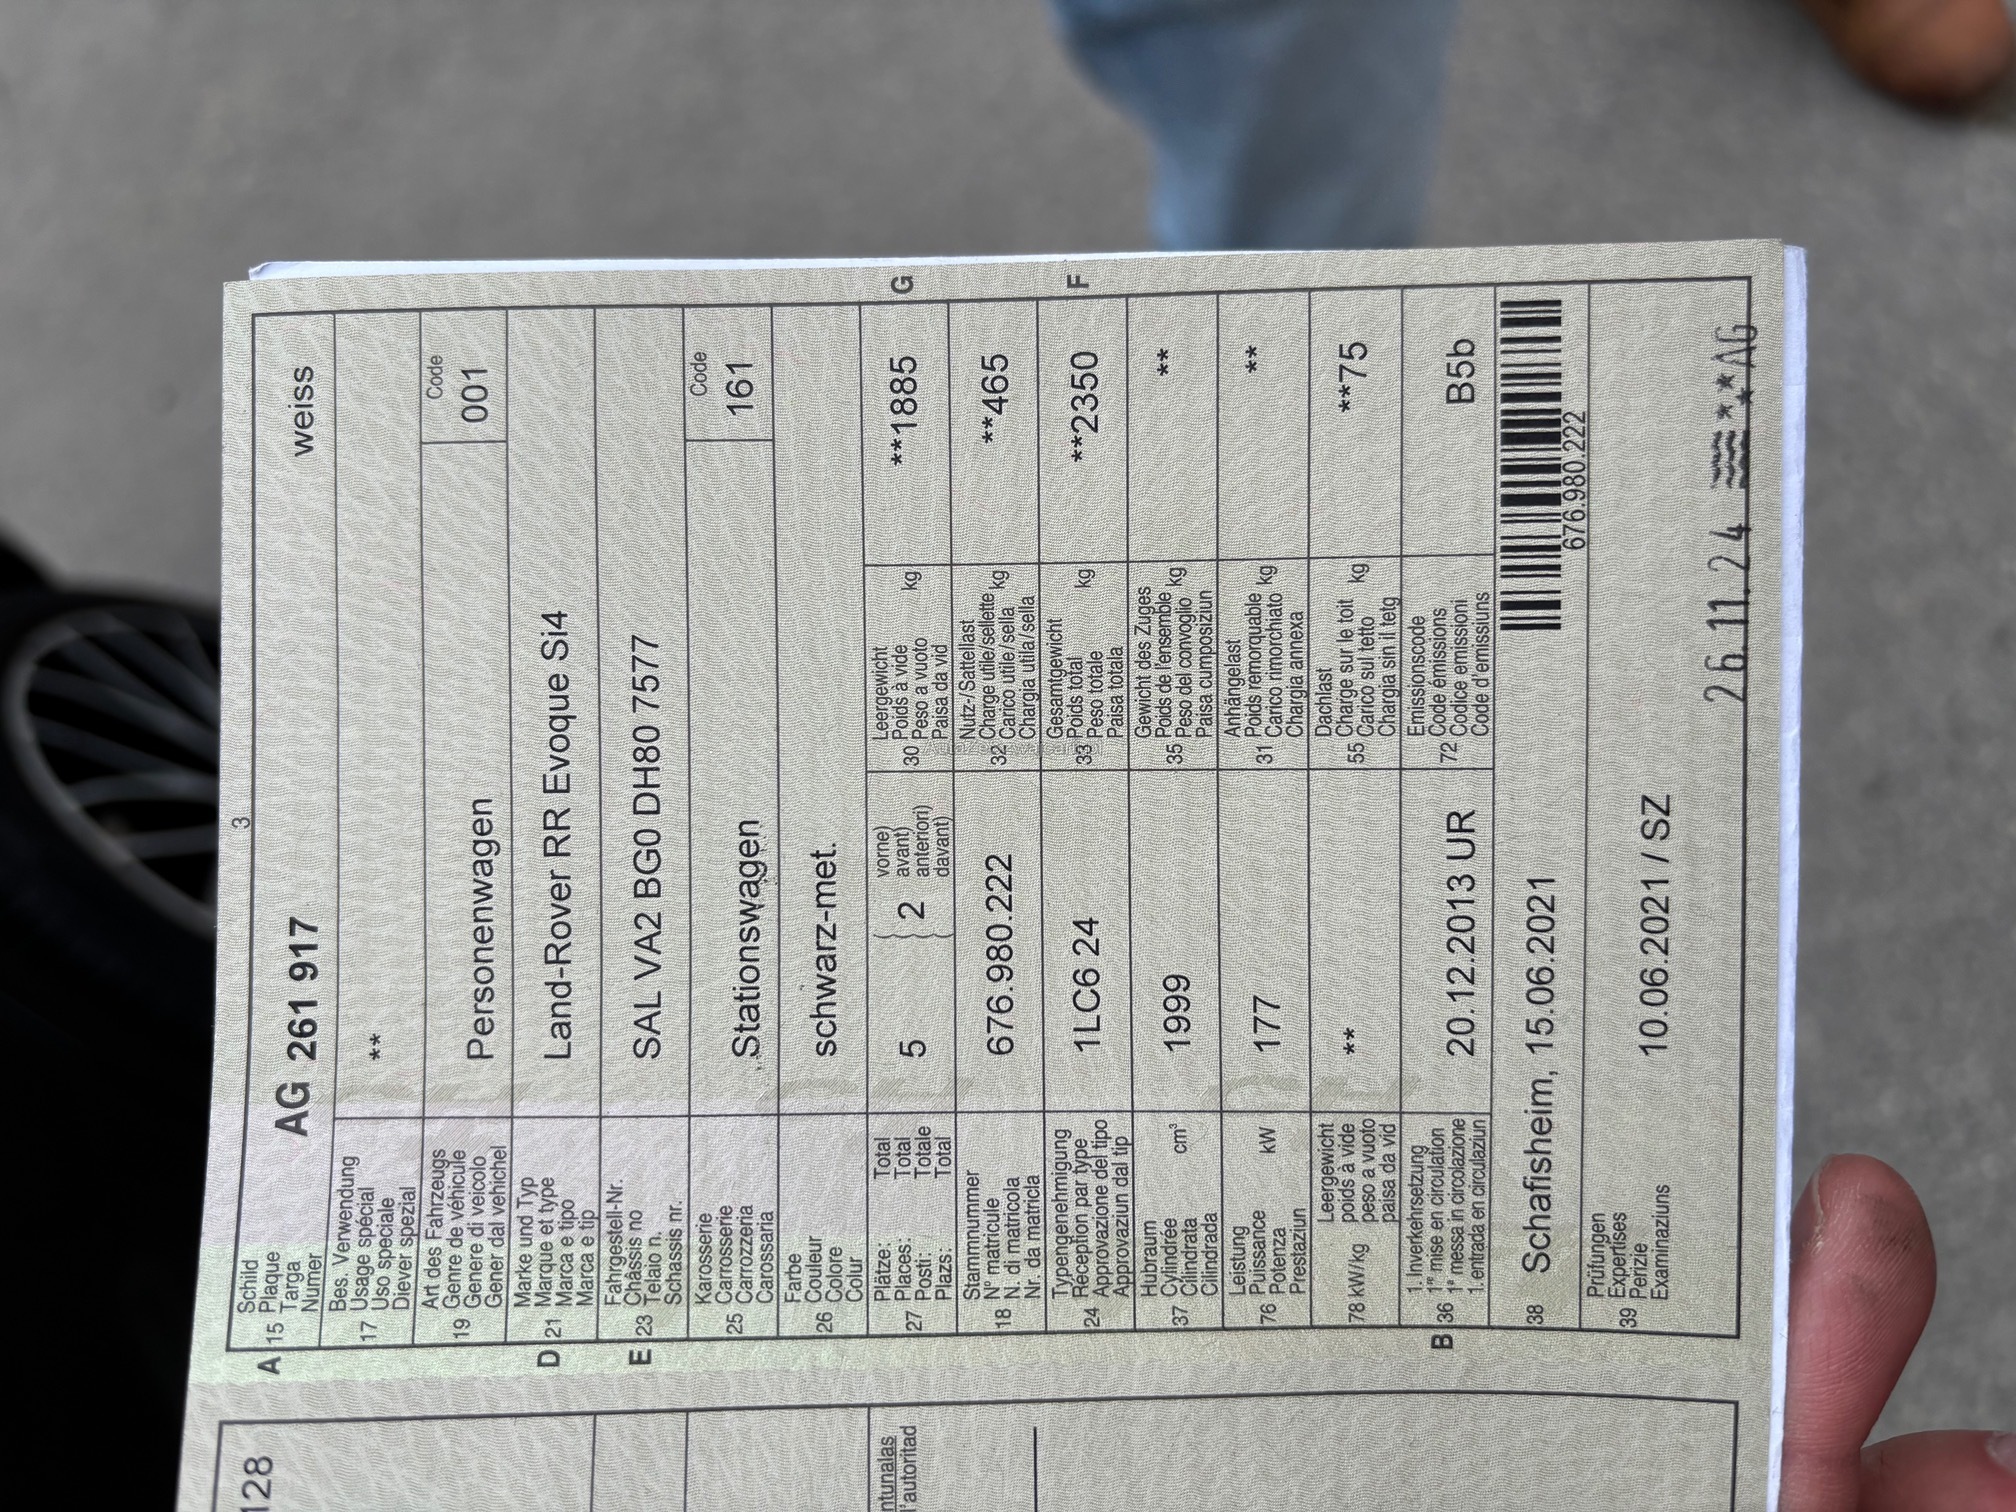 3
A 15 Schild
Plaque
Targa
Numer
AG 261 917 weiss
17 Bes. Verwendung
Usage spécial
Uso speciale
Diever spezial
**
19 Art des Fahrzeugs
Genre de véhicule
Genere di veicolo
Gener dal vehichel
Personenwagen
Code
001
D 21 Marke und Typ
Marque et type
Marca e tipo
Marca e tip
Land-Rover RR Evoque Si4
E 23 Fahrgestell-Nr.
Châssis no
Telaio n.
Schassis nr.
SAL VA2 BG0 DH80 7577
25 Karosserie
Carrosserie
Carrozzeria
Carossaria
Stationswagen
Code
161
26 Farbe
Couleur
Colore
Colur
schwarz-met.
27 Plätze: Total
Places: Total
Posti: Totale
Plazs: Total
5
2
vorne)
avant)
anteriori)
davant)
30 Leergewicht
Poids à vide
Peso a vuoto kg
Paisa da vid
**1885 G
18 Stammnummer
N° matricule
N. di matricola
Nr. da matricla
676.980.222
32 Nutz-/Sattellast
Charge utile/sellette
Carico utile/sella kg
Chargia utila/sella
**465
24 Typengenehmigung
Réception par type
Approvazione del tipo
Approvaziun dal tip
1LC6 24
33 Gesamtgewicht
Poids total
Peso totale kg
Paisa totala
**2350 F
37 Hubraum
Cylindrée cm³
Cilindrata
Cilindrada
1999
35 Gewicht des Zuges
Poids de l'ensemble
Peso del convoglio kg
Paisa cumposiziun
**
76 Leistung
Puissance kW
Potenza
Prestaziun
177
31 Anhängelast
Poids remorquable
Carico rimorchiato kg
Chargia annexa
**
78 kW/kg Leergewicht
poids à vide
peso a vuoto
paisa da vid
**
55 Dachlast
Charge sur le toit
Carico sul tetto kg
Chargia sin il tetg
**75
B 36 1. Inverkehrsetzung
1re mise en circulation
1a messa in circolazione
1. entrada en circulaziun
20.12.2013 UR
72 Emissionscode
Code émissions
Codice emissioni
Code d'emissiuns
B5b
38 Schafisheim, 15.06.2021
676.980.222
39 Prüfungen
Expertises
Perizie
Examinaziuns
10.06.2021 / SZ
26.11.24 ***AG
128
ntunalas
l'autoritad